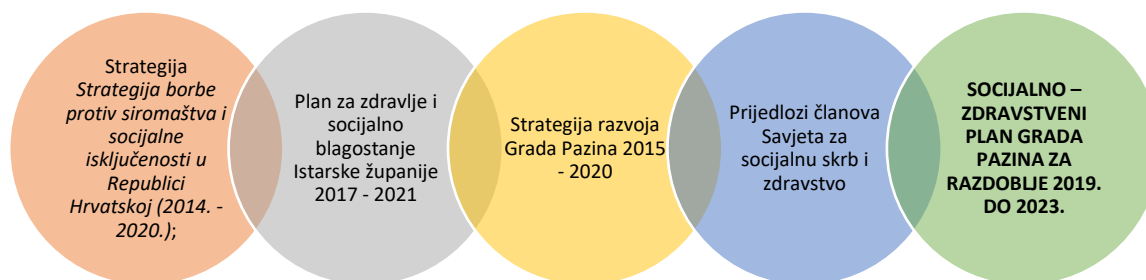 Strategija
Strategija borbe
protiv siromaštva i
socijalne
isključenosti u
Republici
Hrvatskoj (2014. -
2020.);
Plan za zdravlje i
socijalno
blagostanje
Istarske županije
2017 - 2021
Strategija razvoja
Grada Pazina 2015
- 2020
Prijedlozi članova
Savjeta za
socijalnu skrb i
zdravstvo
SOCIJALNO –
ZDRAVSTVENI
PLAN GRADA
PAZINA ZA
RAZDOBLJE 2019.
DO 2023.